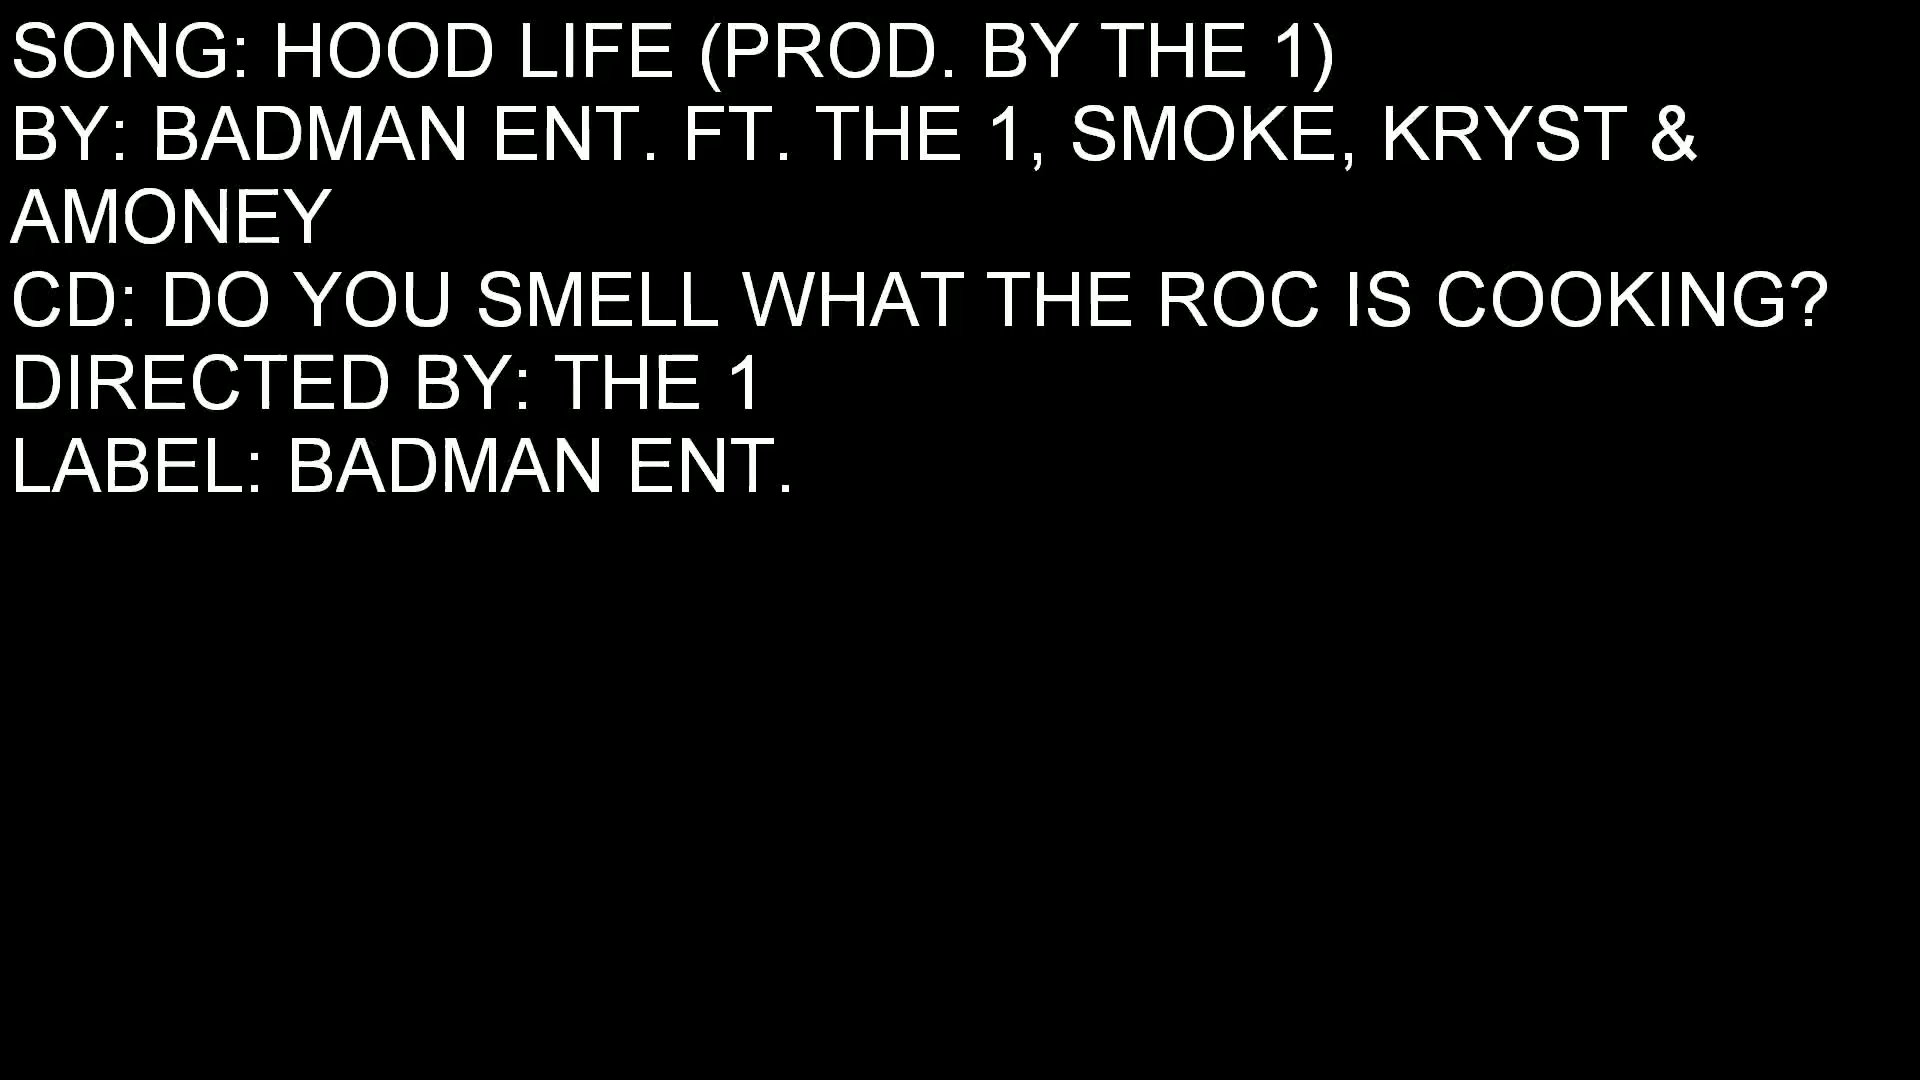 SONG: HOOD LIFE (PROD. BY THE 1)
BY: BADMAN ENT. FT. THE 1, SMOKE, KRYST &
AMONEY
CD: DO YOU SMELL WHAT THE ROC IS COOKING?
DIRECTED BY: THE 1
LABEL: BADMAN ENT.